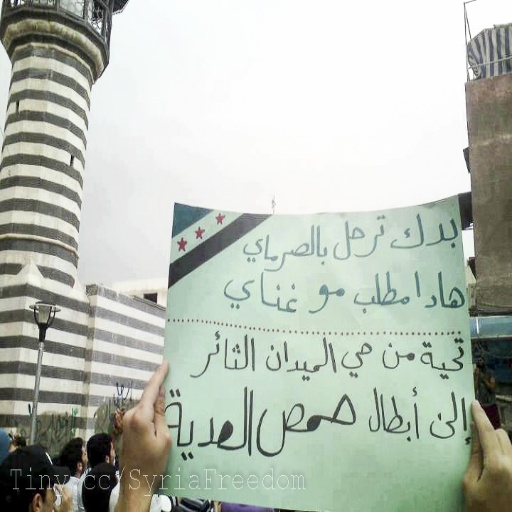 بدك ترحل بالصرماي
هادا مطلب مو غناي
تحية من حي الميدان الثائر
إلى أبطال حمص العدية
Tiny.cc/SyriaFreedom